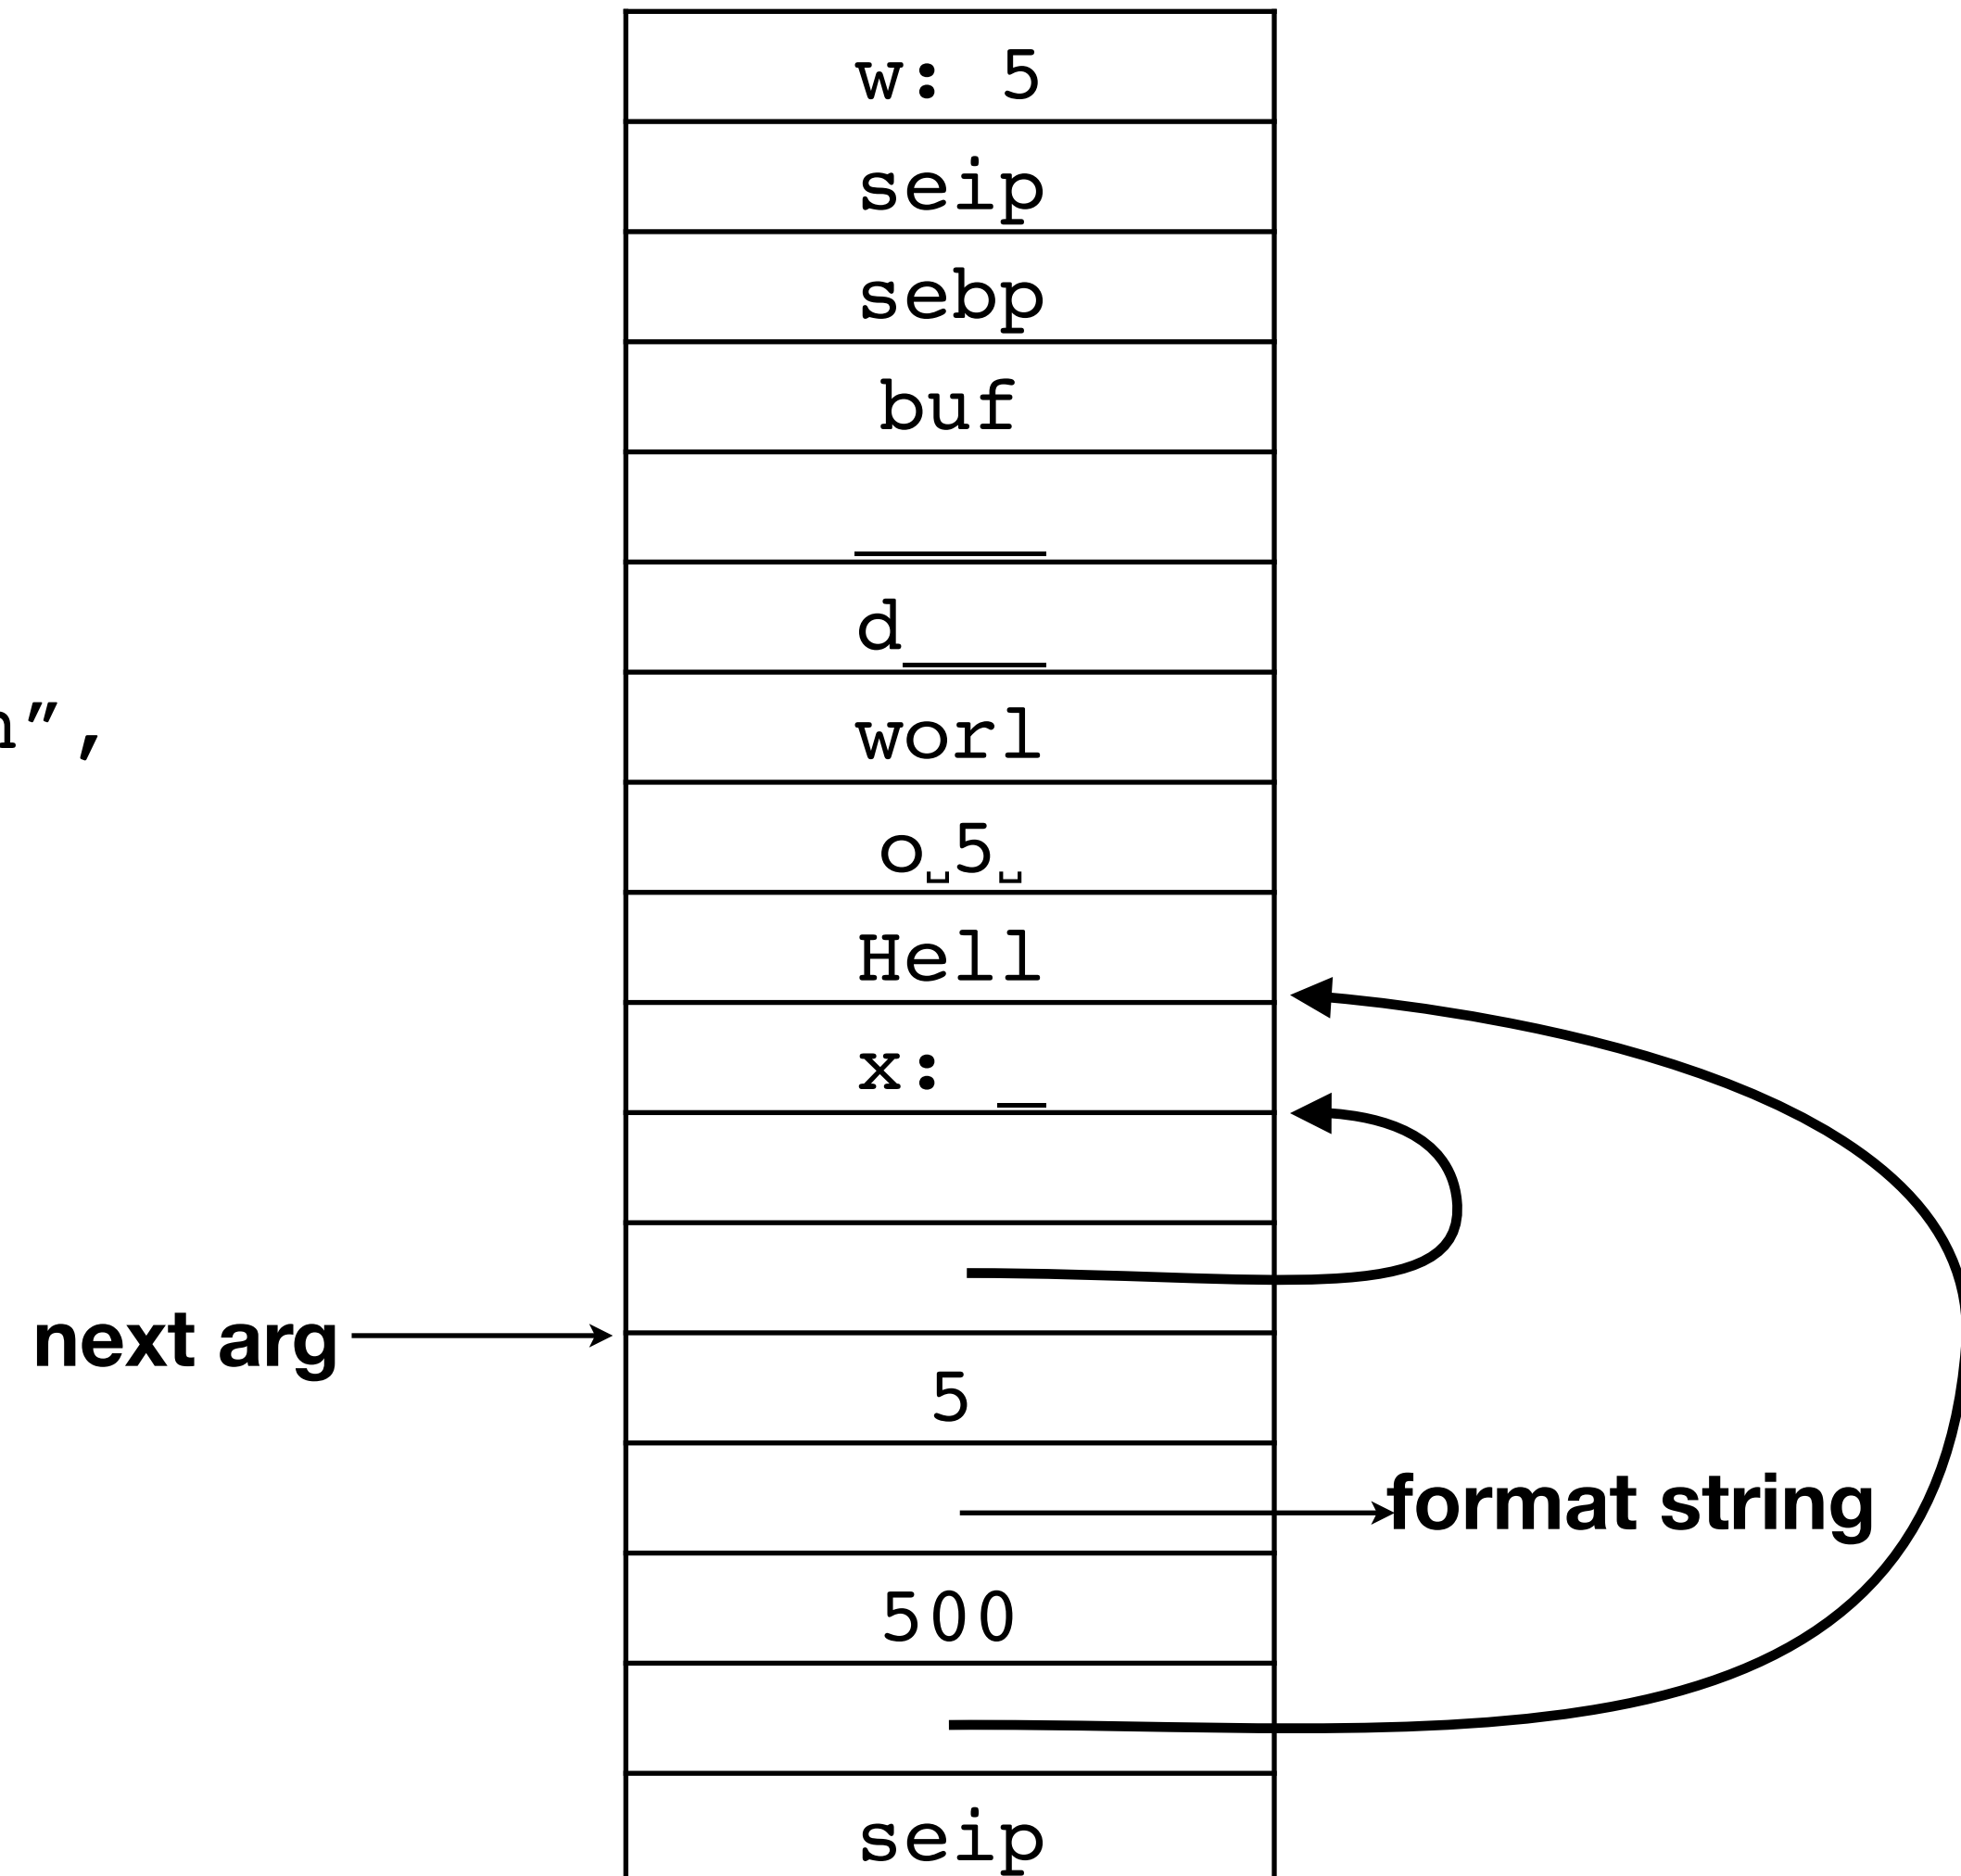 w: 5
seip
sebp
buf
____
d___
worl
n”,
o␣5␣
Hell
x: _
next arg
5
format string
500
seip